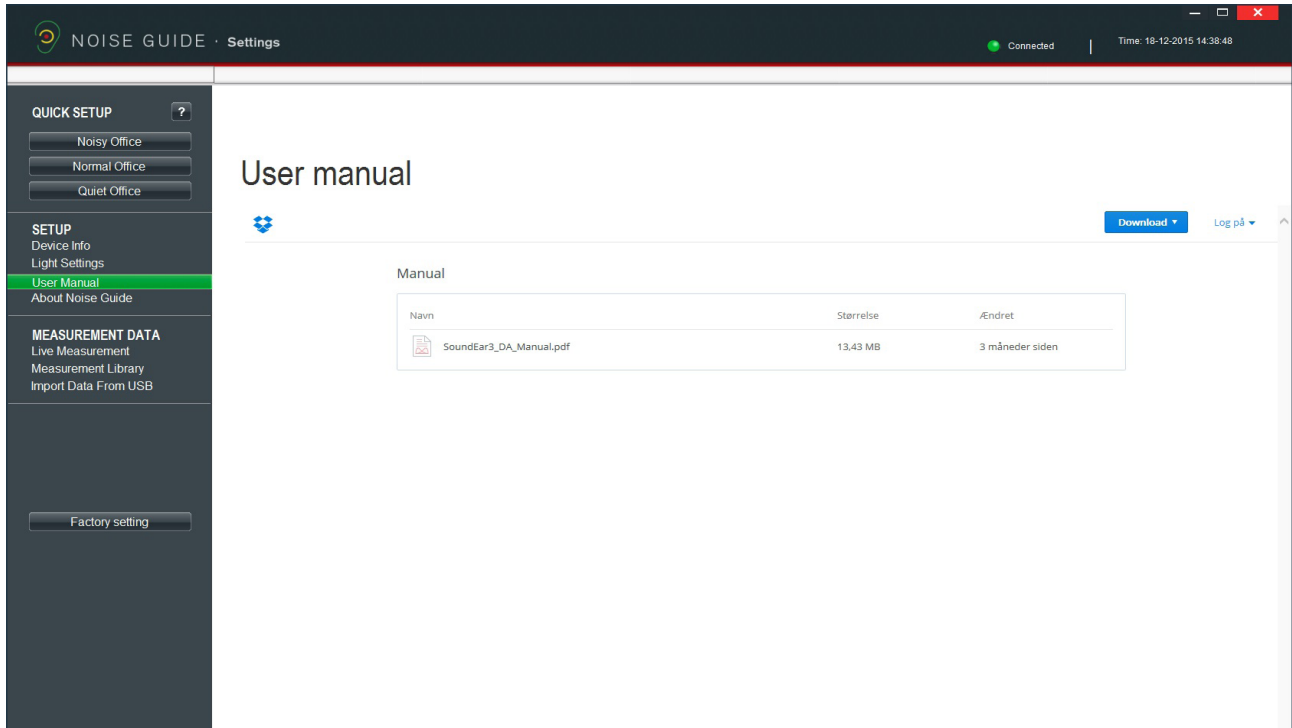 NOISE GUIDE · Settings
Connected | Time: 18-12-2015 14:38:48
QUICK SETUP ?
Noisy Office
Normal Office
Quiet Office
SETUP
Device Info
Light Settings
User Manual
About Noise Guide
MEASUREMENT DATA
Live Measurement
Measurement Library
Import Data From USB
Factory setting
User manual
Download Log på
Manual
Navn Størrelse Ændret
SoundEar3_DA_Manual.pdf 13,43 MB 3 måneder siden